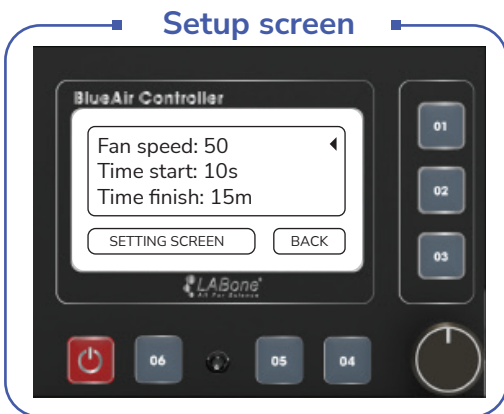 Setup screen
BlueAir Controller
Fan speed: 50
Time start: 10s
Time finish: 15m
SETTING SCREEN
BACK
LABone
All For Balance
01
02
03
06
05
04